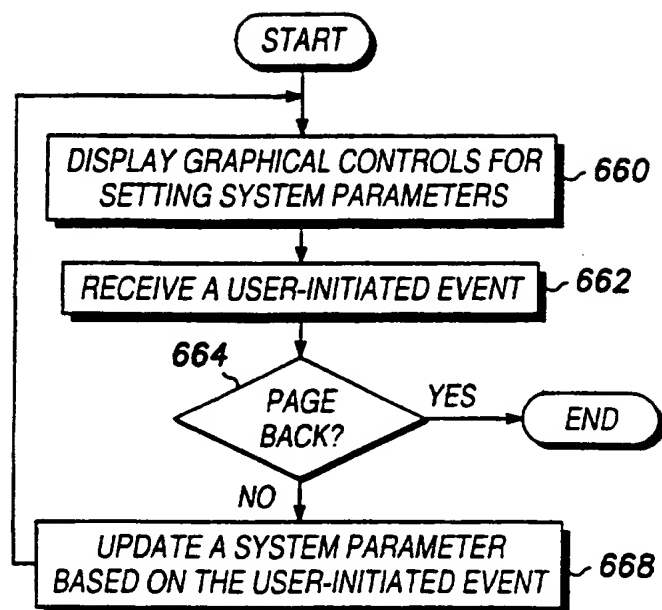 START
DISPLAY GRAPHICAL CONTROLS FOR
SETTING SYSTEM PARAMETERS
660
RECEIVE A USER-INITIATED EVENT
662
664
PAGE
BACK?
YES
END
NO
UPDATE A SYSTEM PARAMETER
BASED ON THE USER-INITIATED EVENT
668